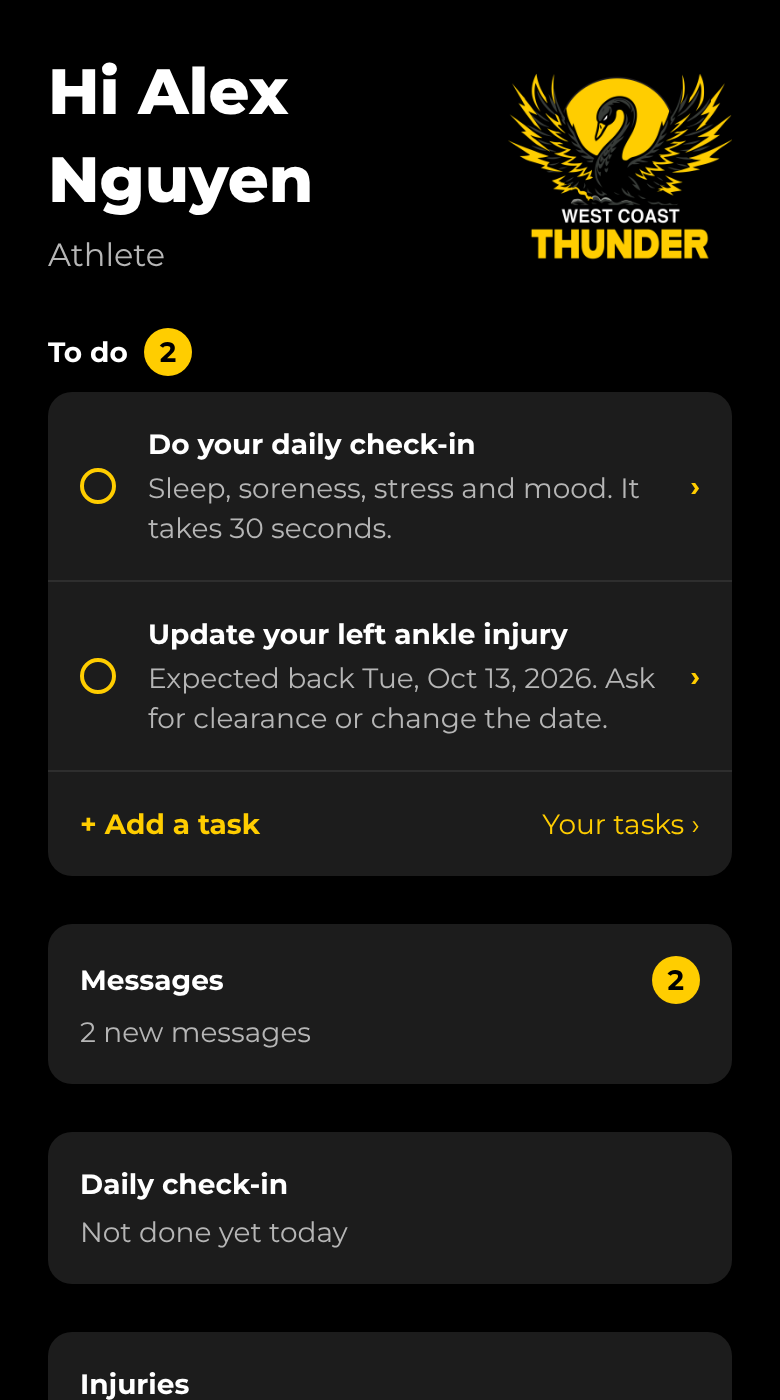 Hi Alex
Nguyen
Athlete
WEST COAST
THUNDER
To do 2
Do your daily check-in
Sleep, soreness, stress and mood. It
takes 30 seconds.
›
Update your left ankle injury
Expected back Tue, Oct 13, 2026. Ask
for clearance or change the date.
›
+ Add a task
Your tasks ›
Messages
2
2 new messages
Daily check-in
Not done yet today
Injuries